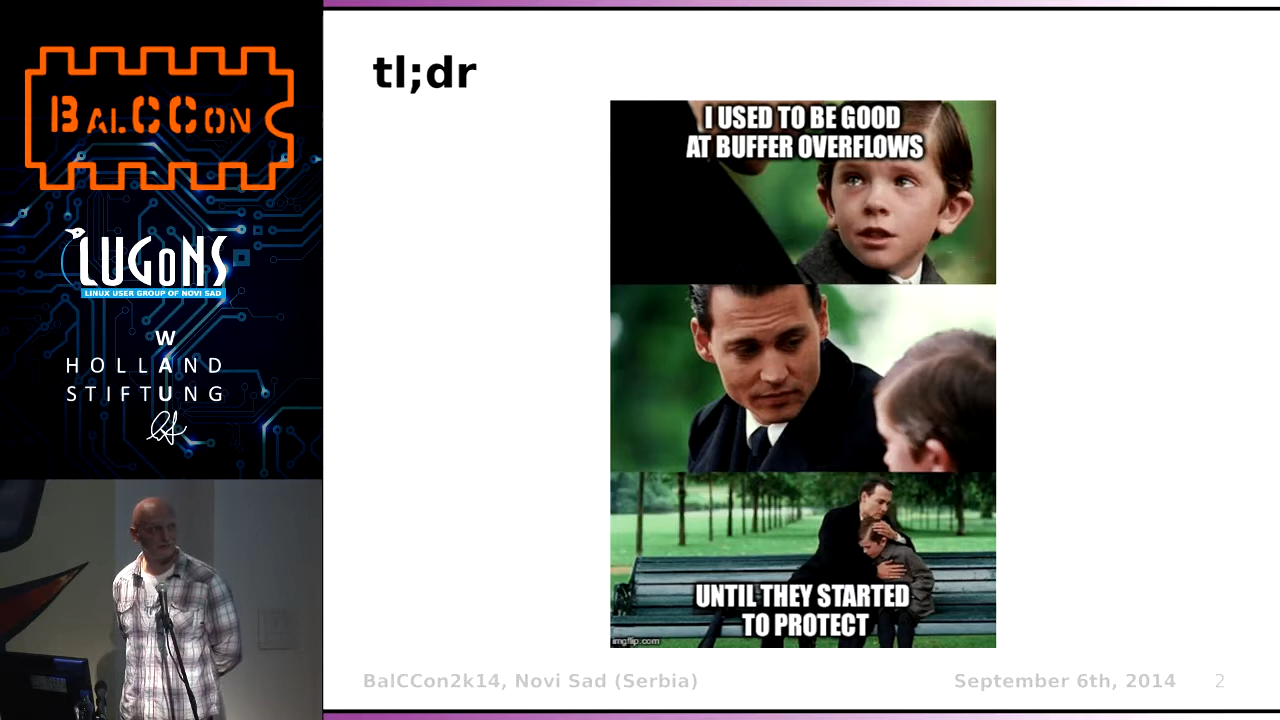 BALCCON
LUGONS
LINUX USER GROUP OF NOVI SAD
W
HOLLAND
STIFTUNG
tl;dr
I USED TO BE GOOD
AT BUFFER OVERFLOWS
UNTIL THEY STARTED
TO PROTECT
imgflip.com
BalCCon2k14, Novi Sad (Serbia)
September 6th, 2014
2